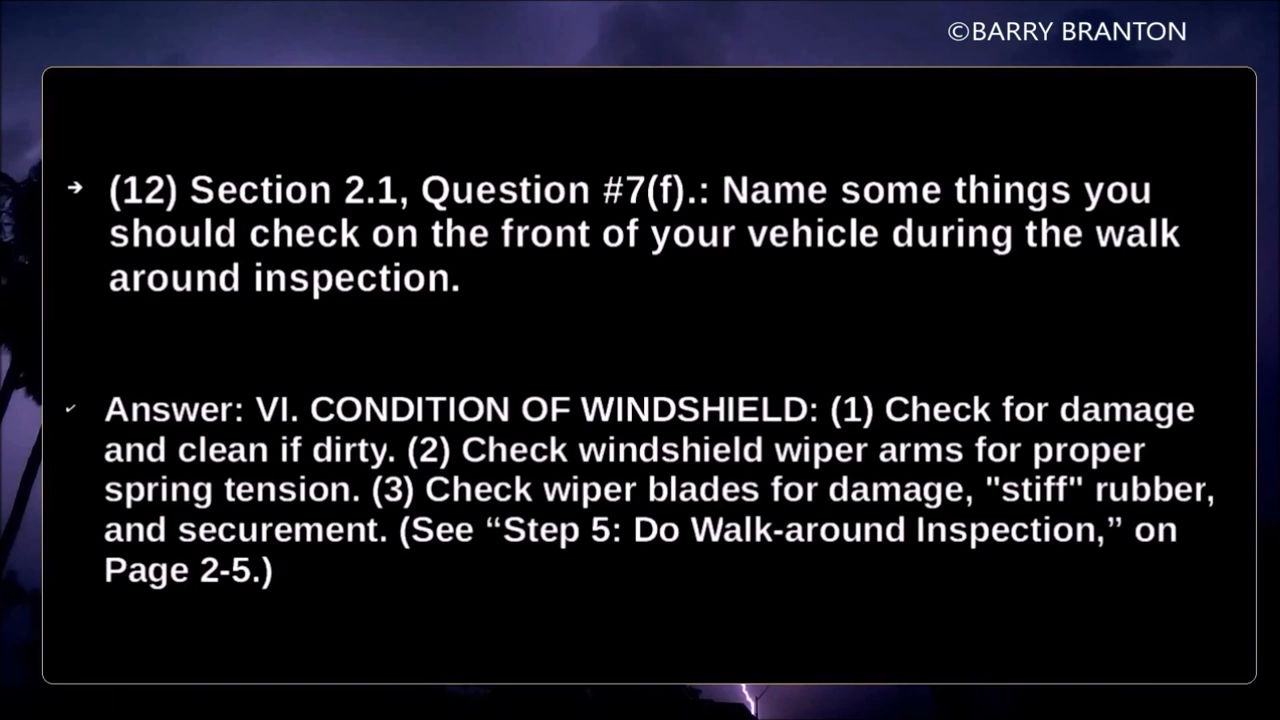 ©BARRY BRANTON
➔ (12) Section 2.1, Question #7(f).: Name some things you
should check on the front of your vehicle during the walk
around inspection.
✓ Answer: VI. CONDITION OF WINDSHIELD: (1) Check for damage
and clean if dirty. (2) Check windshield wiper arms for proper
spring tension. (3) Check wiper blades for damage, "stiff" rubber,
and securement. (See “Step 5: Do Walk-around Inspection,” on
Page 2-5.)